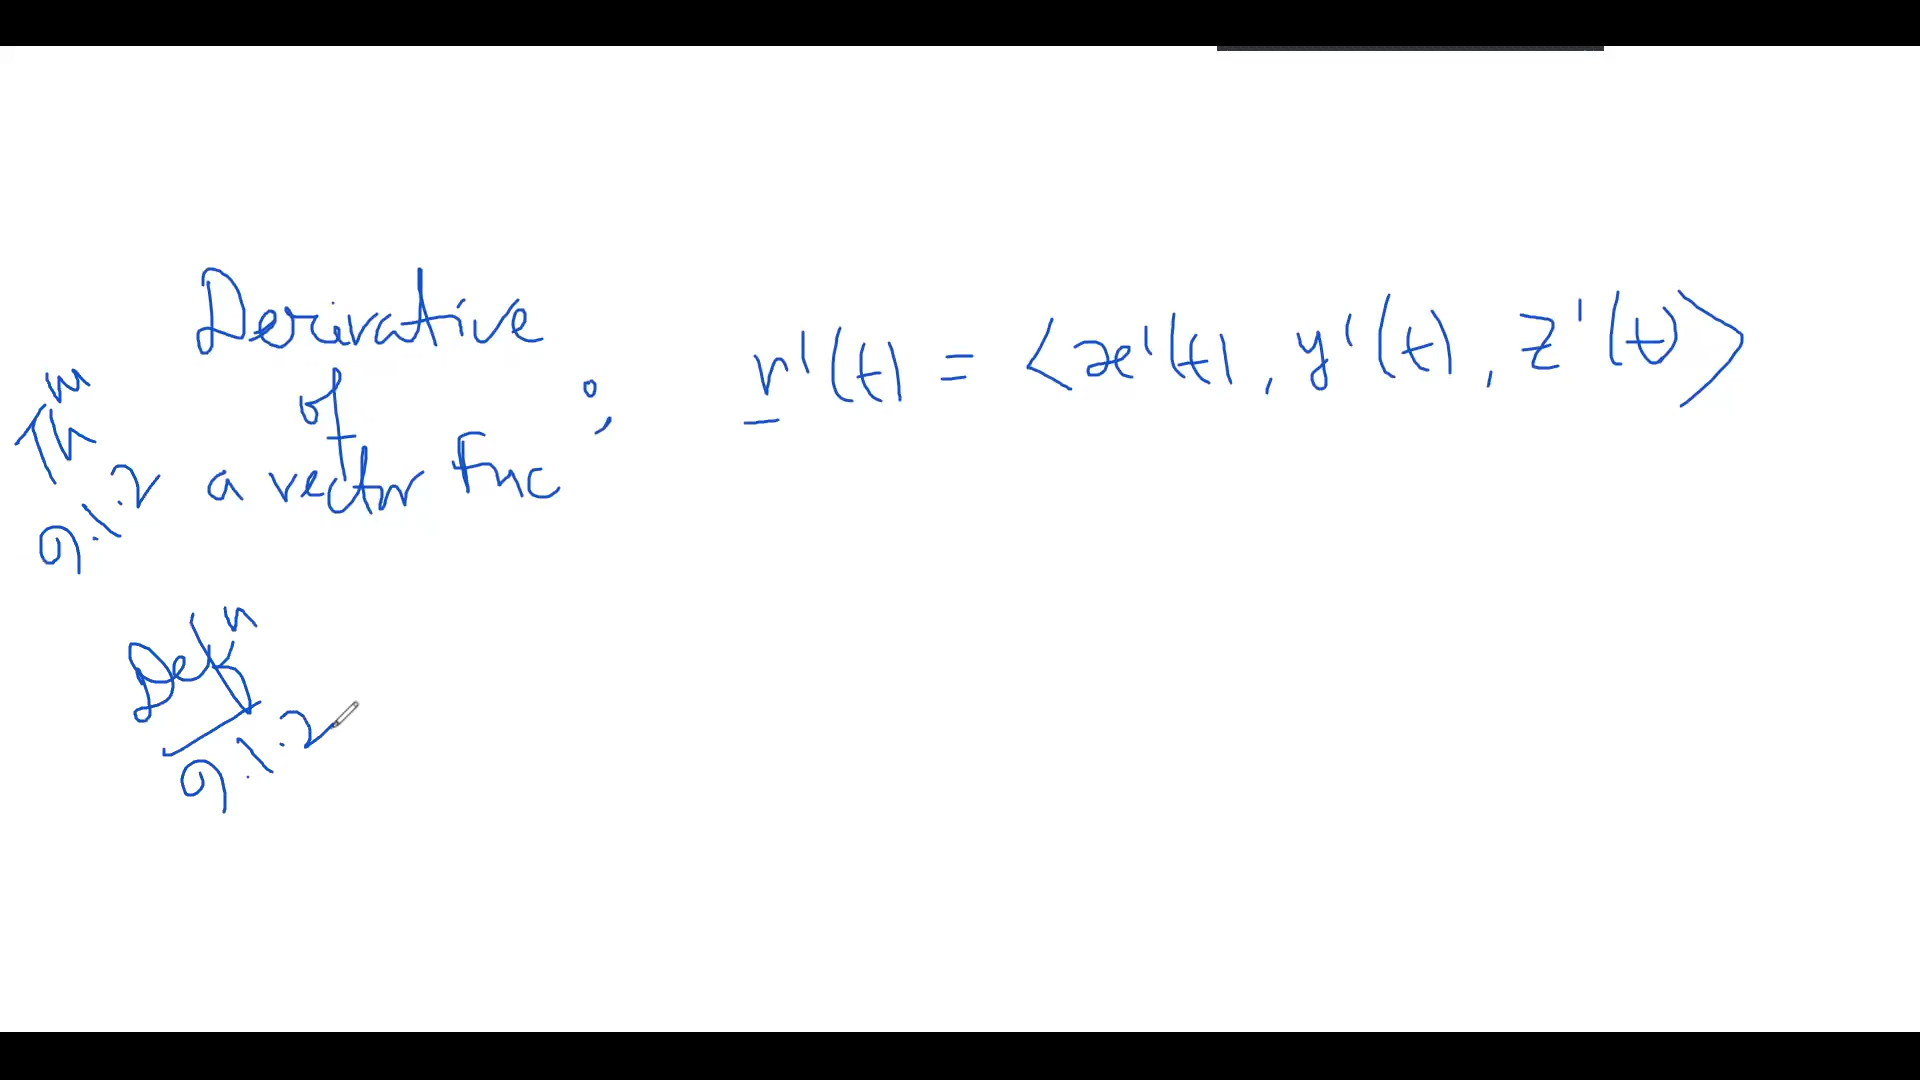 Derivative
of
a vector Func ; r'(t) = <x'(t), y'(t), z'(t)>
Thm
9.1.2
Defn
9.1.2